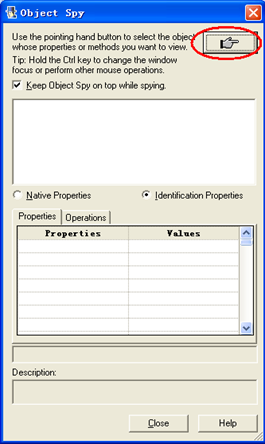 Object Spy
Use the pointing hand button to select the object
whose properties or methods you want to view.
Tip: Hold the Ctrl key to change the window
focus or perform other mouse operations.
Keep Object Spy on top while spying.
Native Properties Identification Properties
Properties Operations
Properties Values
Description:
Close Help